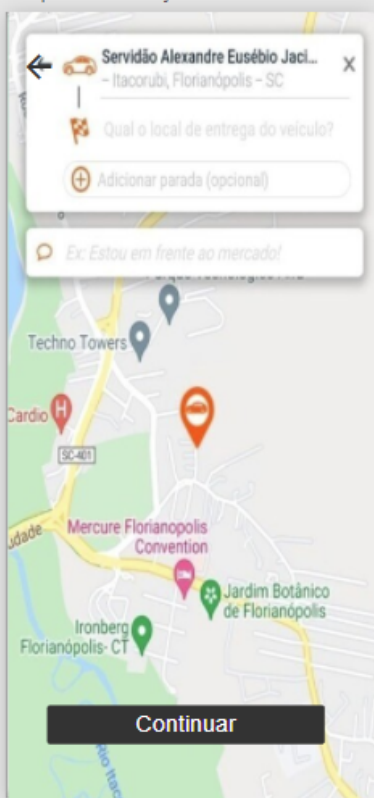 Servidão Alexandre Eusébio Jaci...
– Itacorubi, Florianópolis – SC
X
Qual o local de entrega do veículo?
Adicionar parada (opcional)
Ex: Estou em frente ao mercado!
Techno Towers
Cardio
H
SC-401
Mercure Florianopolis
Convention
Jardim Botânico
de Florianópolis
Ironberg
Florianópolis- CT
Continuar
Rio Itac